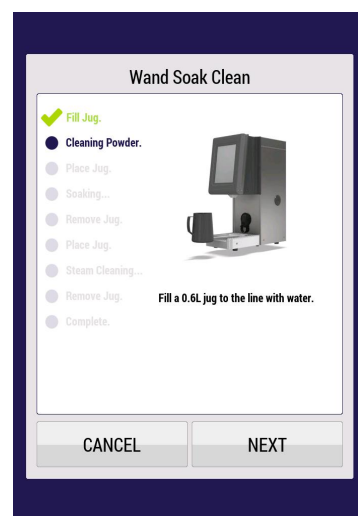 Wand Soak Clean
Fill Jug.
Cleaning Powder.
Place Jug.
Soaking...
Remove Jug.
Place Jug.
Steam Cleaning...
Remove Jug.
Complete.
Fill a 0.6L jug to the line with water.
CANCEL
NEXT